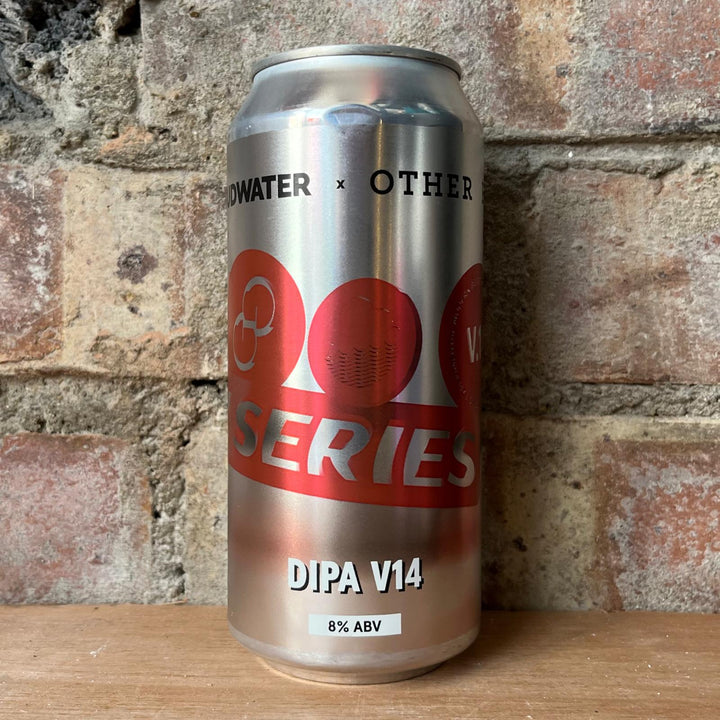 DWATER x OTHER
V.
SERIES
DIPA V14
8% ABV